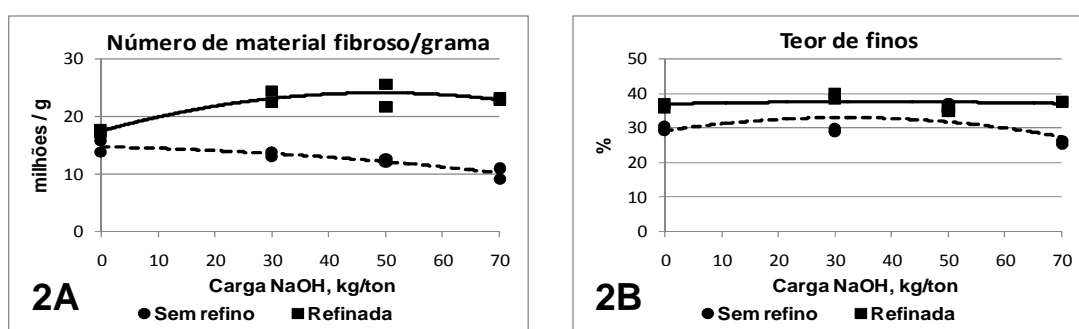 Número de material fibroso/grama
30
20
10
0
milhões / g
0 10 20 30 40 50 60 70
Carga NaOH, kg/ton
2A
Sem refino Refinada
Teor de finos
50
40
30
20
10
0
%
0 10 20 30 40 50 60 70
Carga NaOH, kg/ton
2B
Sem refino Refinada